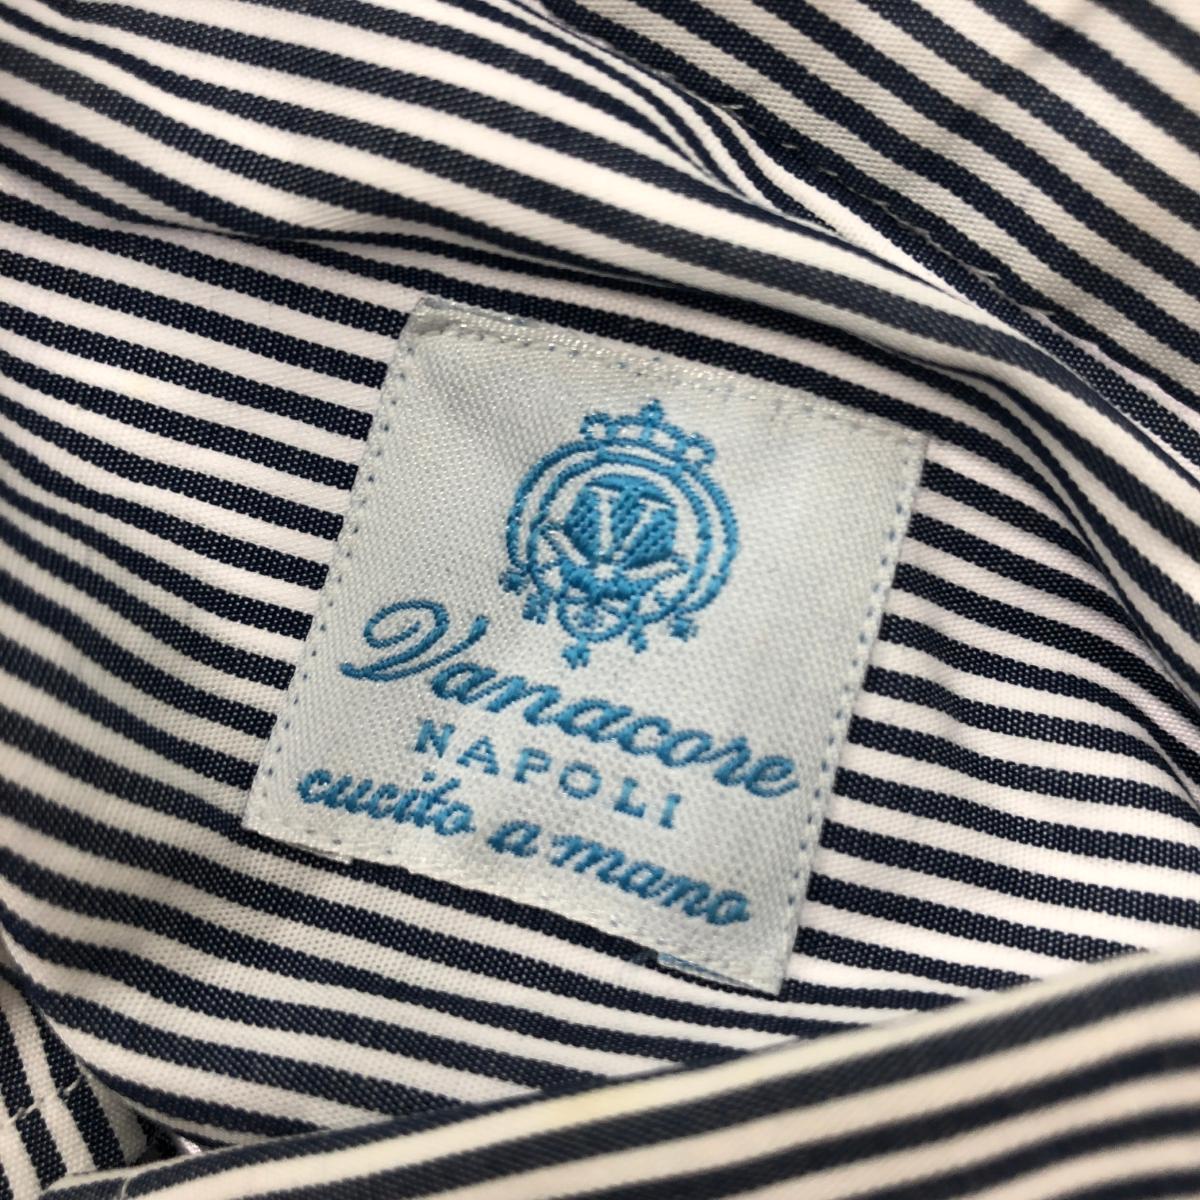 V
Vanacore
NAPOLI
cucito a mano